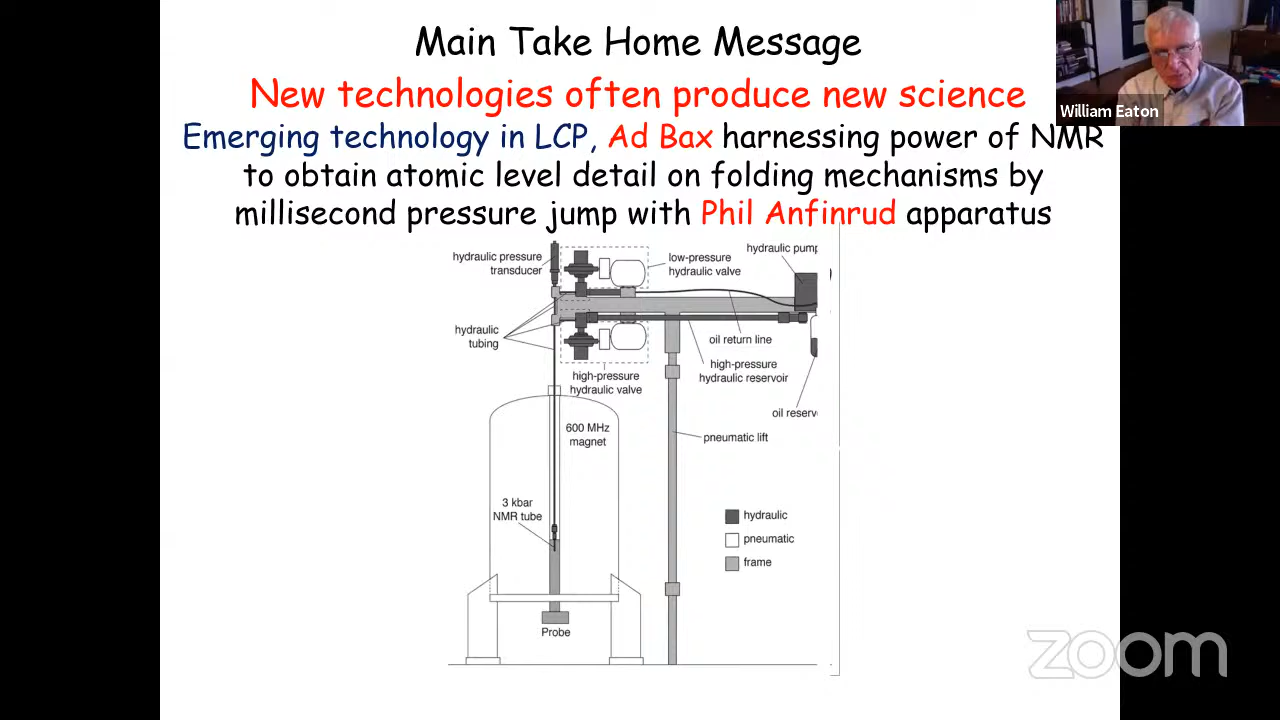 Main Take Home Message
New technologies often produce new science
William Eaton
Emerging technology in LCP, Ad Bax harnessing power of NMR
to obtain atomic level detail on folding mechanisms by
millisecond pressure jump with Phil Anfinrud apparatus
hydraulic pump
hydraulic pressure
transducer
low-pressure
hydraulic valve
hydraulic
tubing
oil return line
high-pressure
hydraulic reservoir
high-pressure
hydraulic valve
oil reserv
600 MHz
magnet
pneumatic lift
3 kbar
NMR tube
hydraulic
pneumatic
frame
Probe
zoom